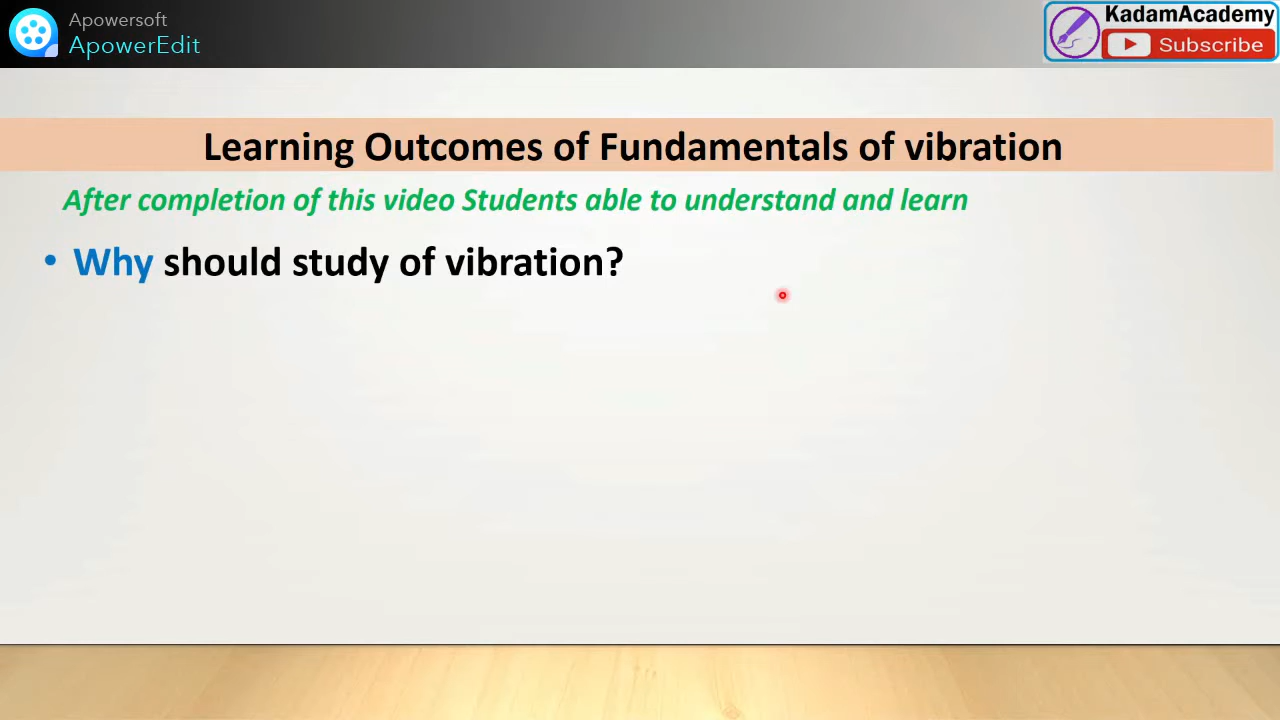 Apowersoft
ApowerEdit
KadamAcademy
Subscribe
Learning Outcomes of Fundamentals of vibration
After completion of this video Students able to understand and learn
• Why should study of vibration?